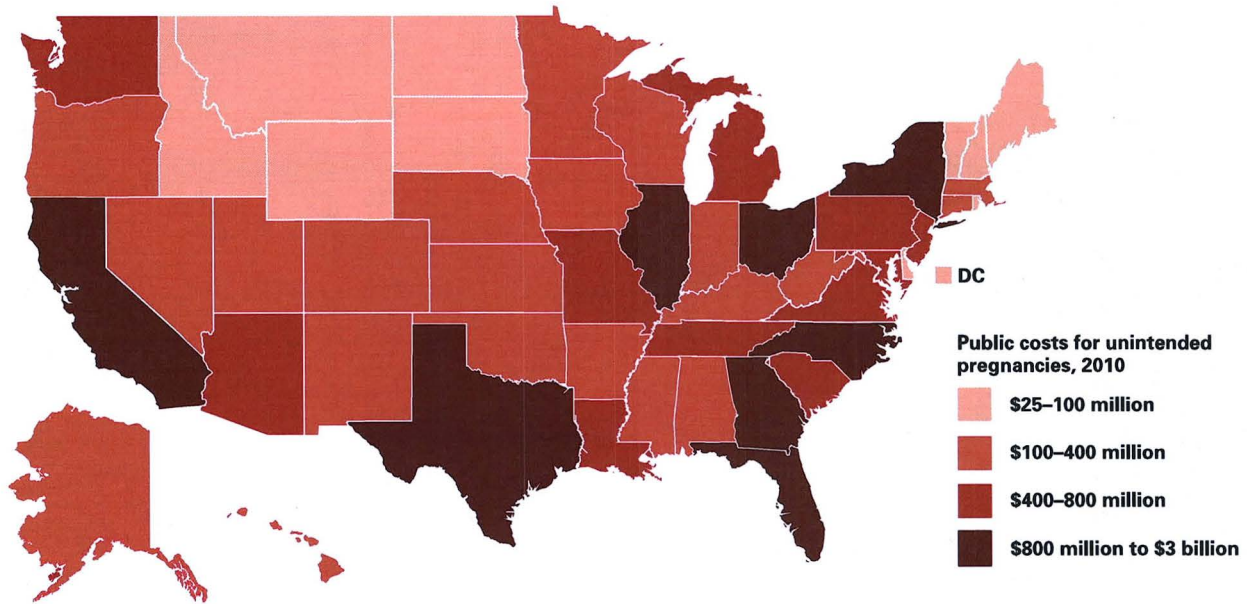 DC
Public costs for unintended
pregnancies, 2010
$25–100 million
$100–400 million
$400–800 million
$800 million to $3 billion